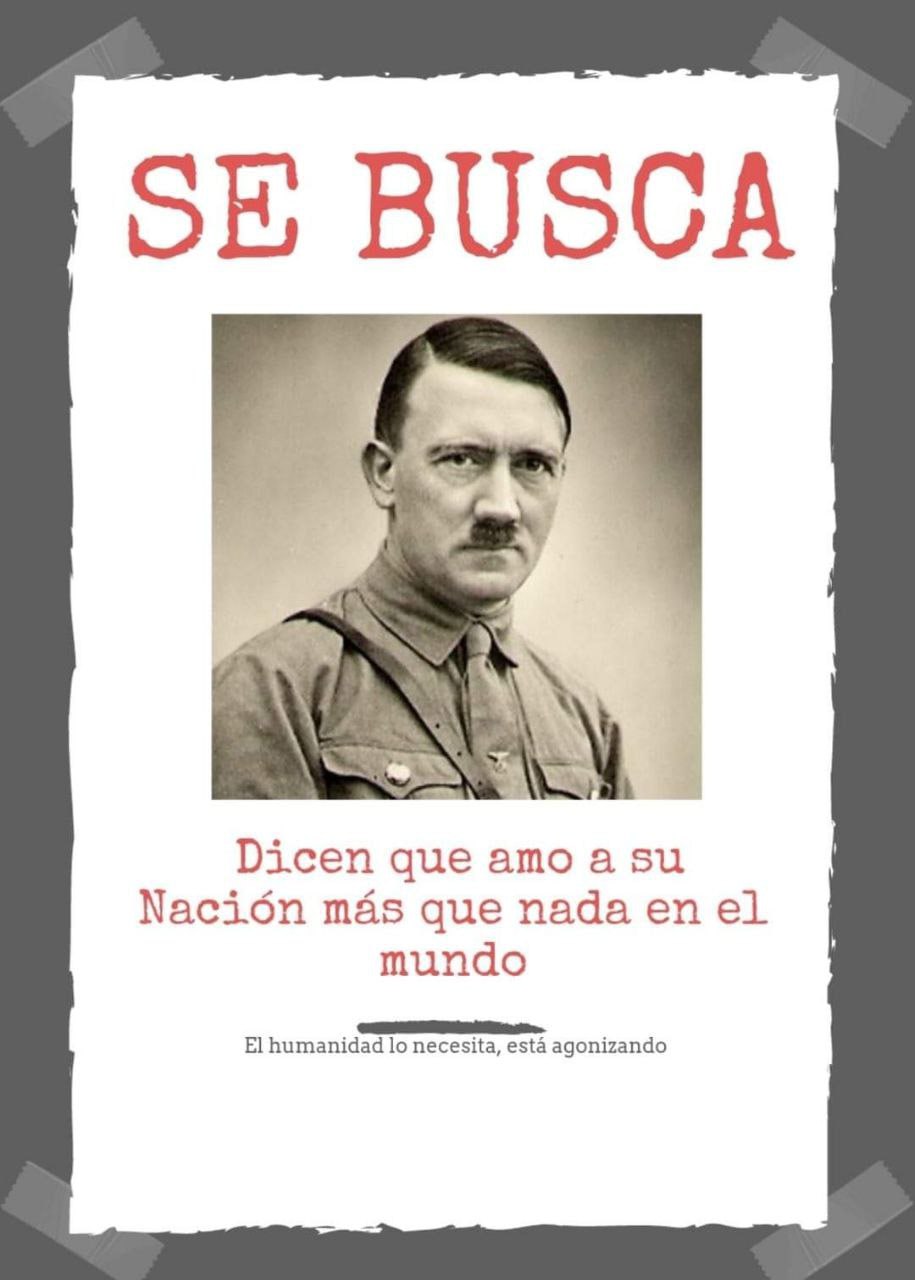 SE BUSCA
Dicen que amo a su
Nación más que nada en el
mundo
El humanidad lo necesita, está agonizando